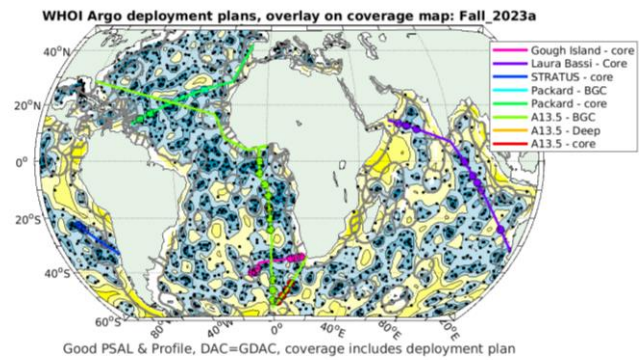 WHOI Argo deployment plans, overlay on coverage map: Fall_2023a
Gough Island - core
Laura Bassi - Core
STRATUS - core
Packard - BGC
Packard - core
A13.5 - BGC
A13.5 - Deep
A13.5 - core
40°N
20°N
0°
20°S
40°S
60°S
80°W
40°W
0°
40°E
80°E
Good PSAL & Profile, DAC=GDAC, coverage includes deployment plan